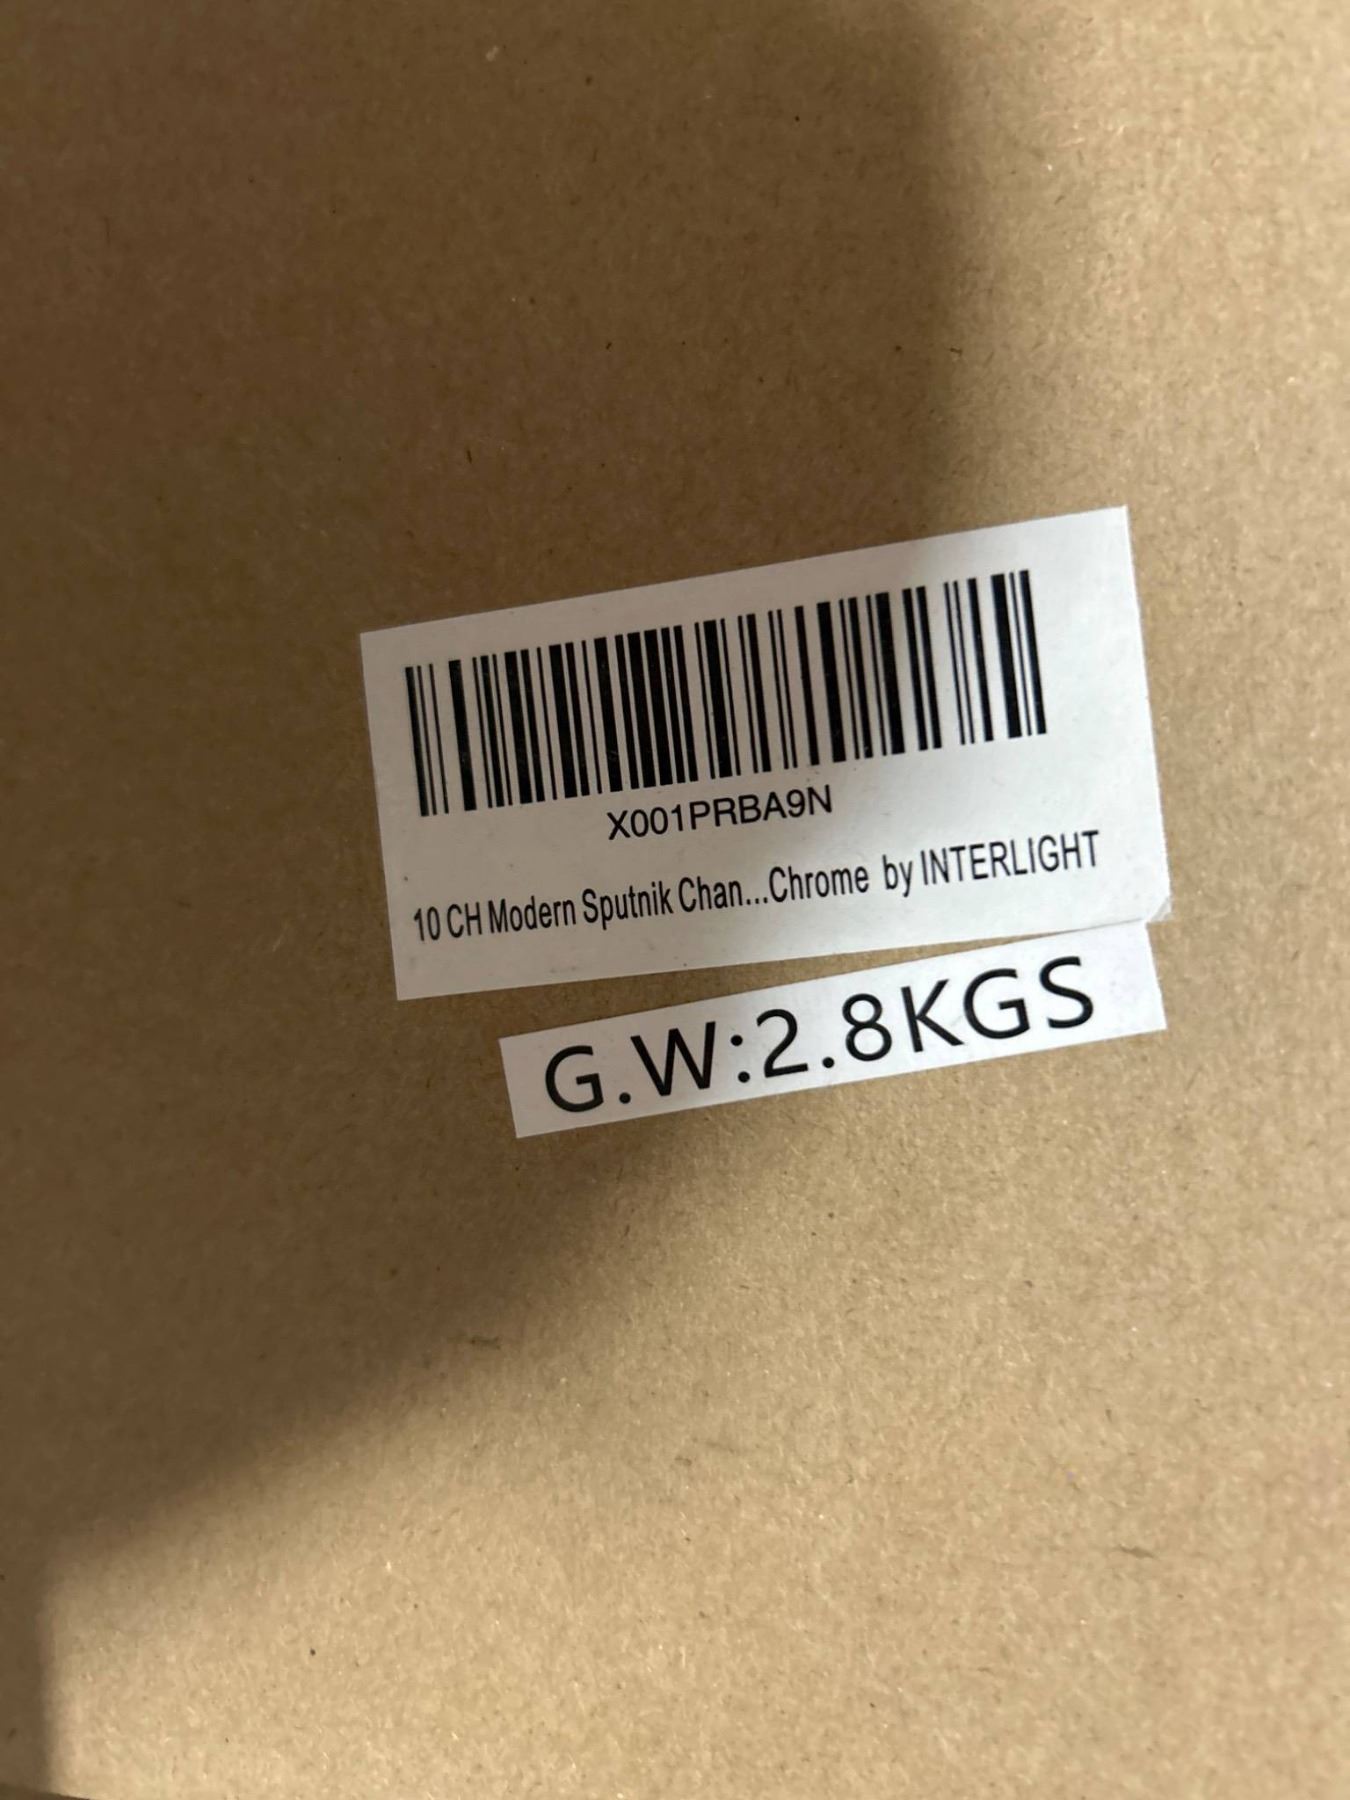 X001PRBA9N
10 CH Modern Sputnik Chan...Chrome by INTERLIGHT
G.W:2.8KGS